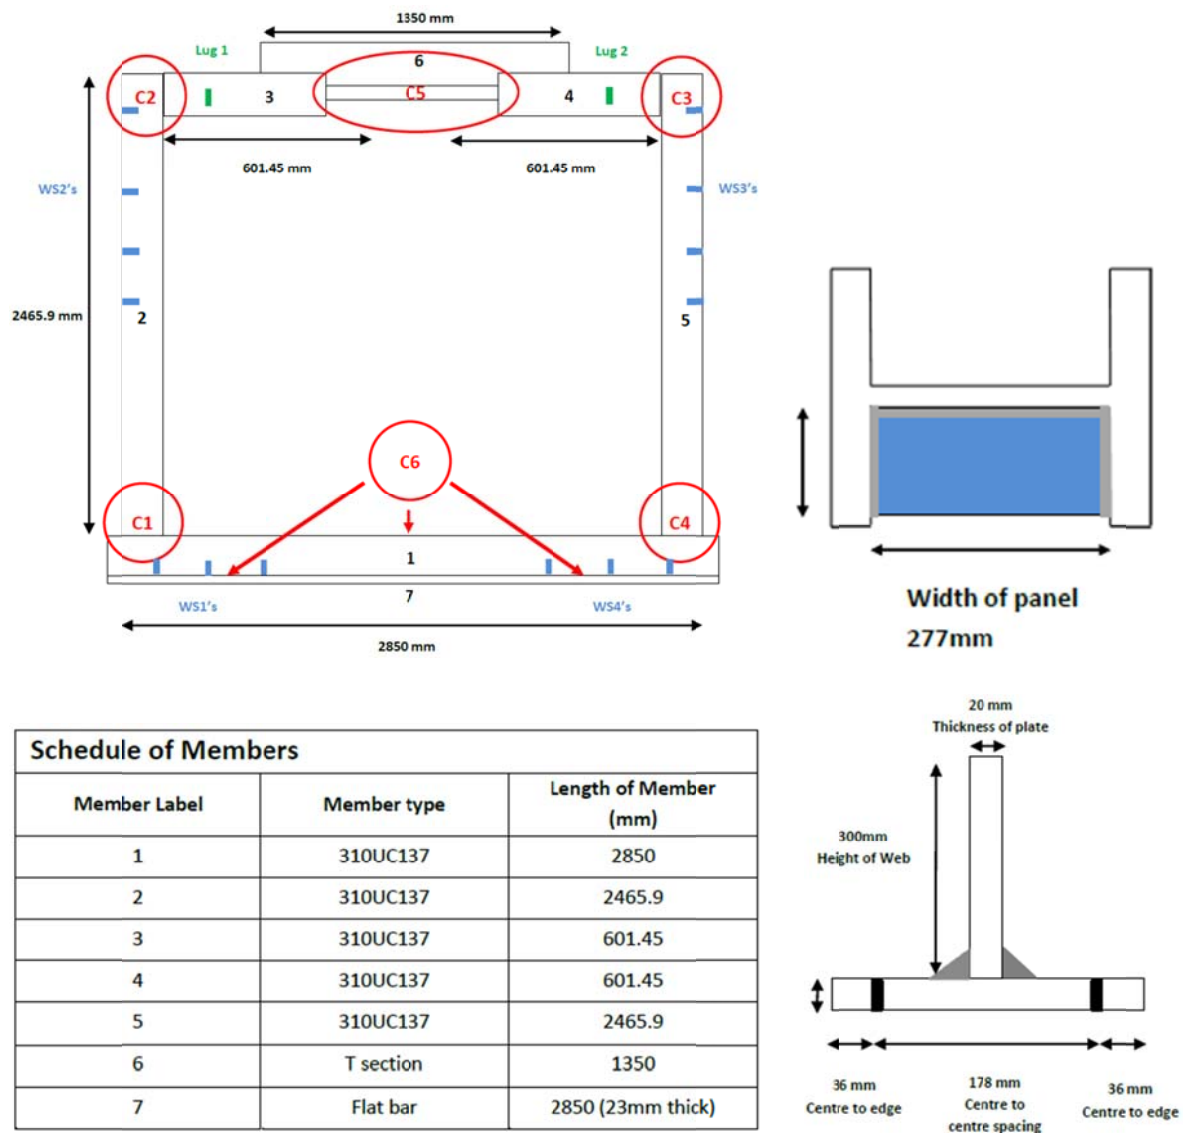 1350 mm
Lug 1
Lug 2
6
C2
3
C5
4
C3
601.45 mm
601.45 mm
WS2's
WS3's
2465.9 mm
2
5
C6
C1
C4
1
7
WS1's
WS4's
2850 mm
Width of panel
277mm
Schedule of Members
Member Label Member type Length of Member
(mm)
1 310UC137 2850
2 310UC137 2465.9
3 310UC137 601.45
4 310UC137 601.45
5 310UC137 2465.9
6 T section 1350
7 Flat bar 2850 (23mm thick)
20 mm
Thickness of plate
300mm
Height of Web
36 mm
Centre to edge
178 mm
Centre to
centre spacing
36 mm
Centre to edge